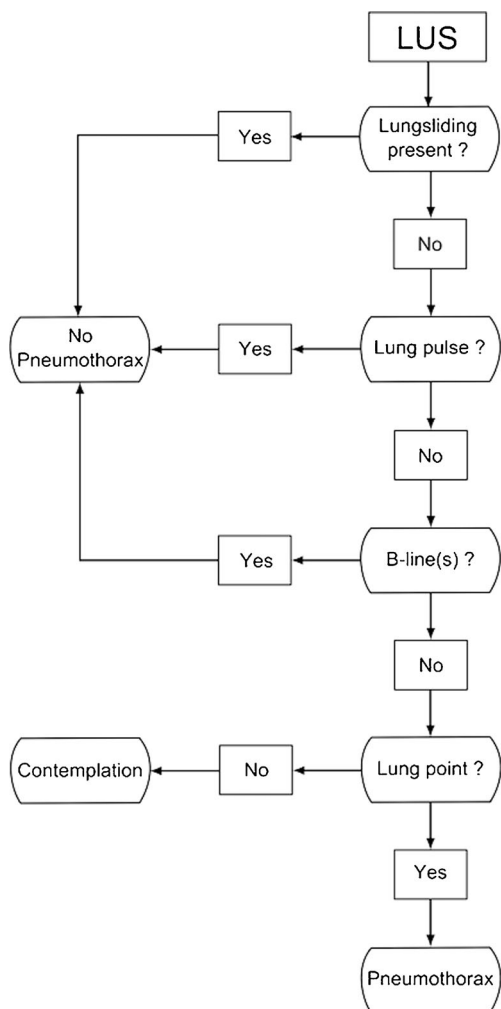 LUS
Lungsliding
present ?
Yes
No
No
Pneumothorax
Yes
Lung pulse ?
No
Yes
B-line(s) ?
No
Contemplation
No
Lung point ?
Yes
Pneumothorax